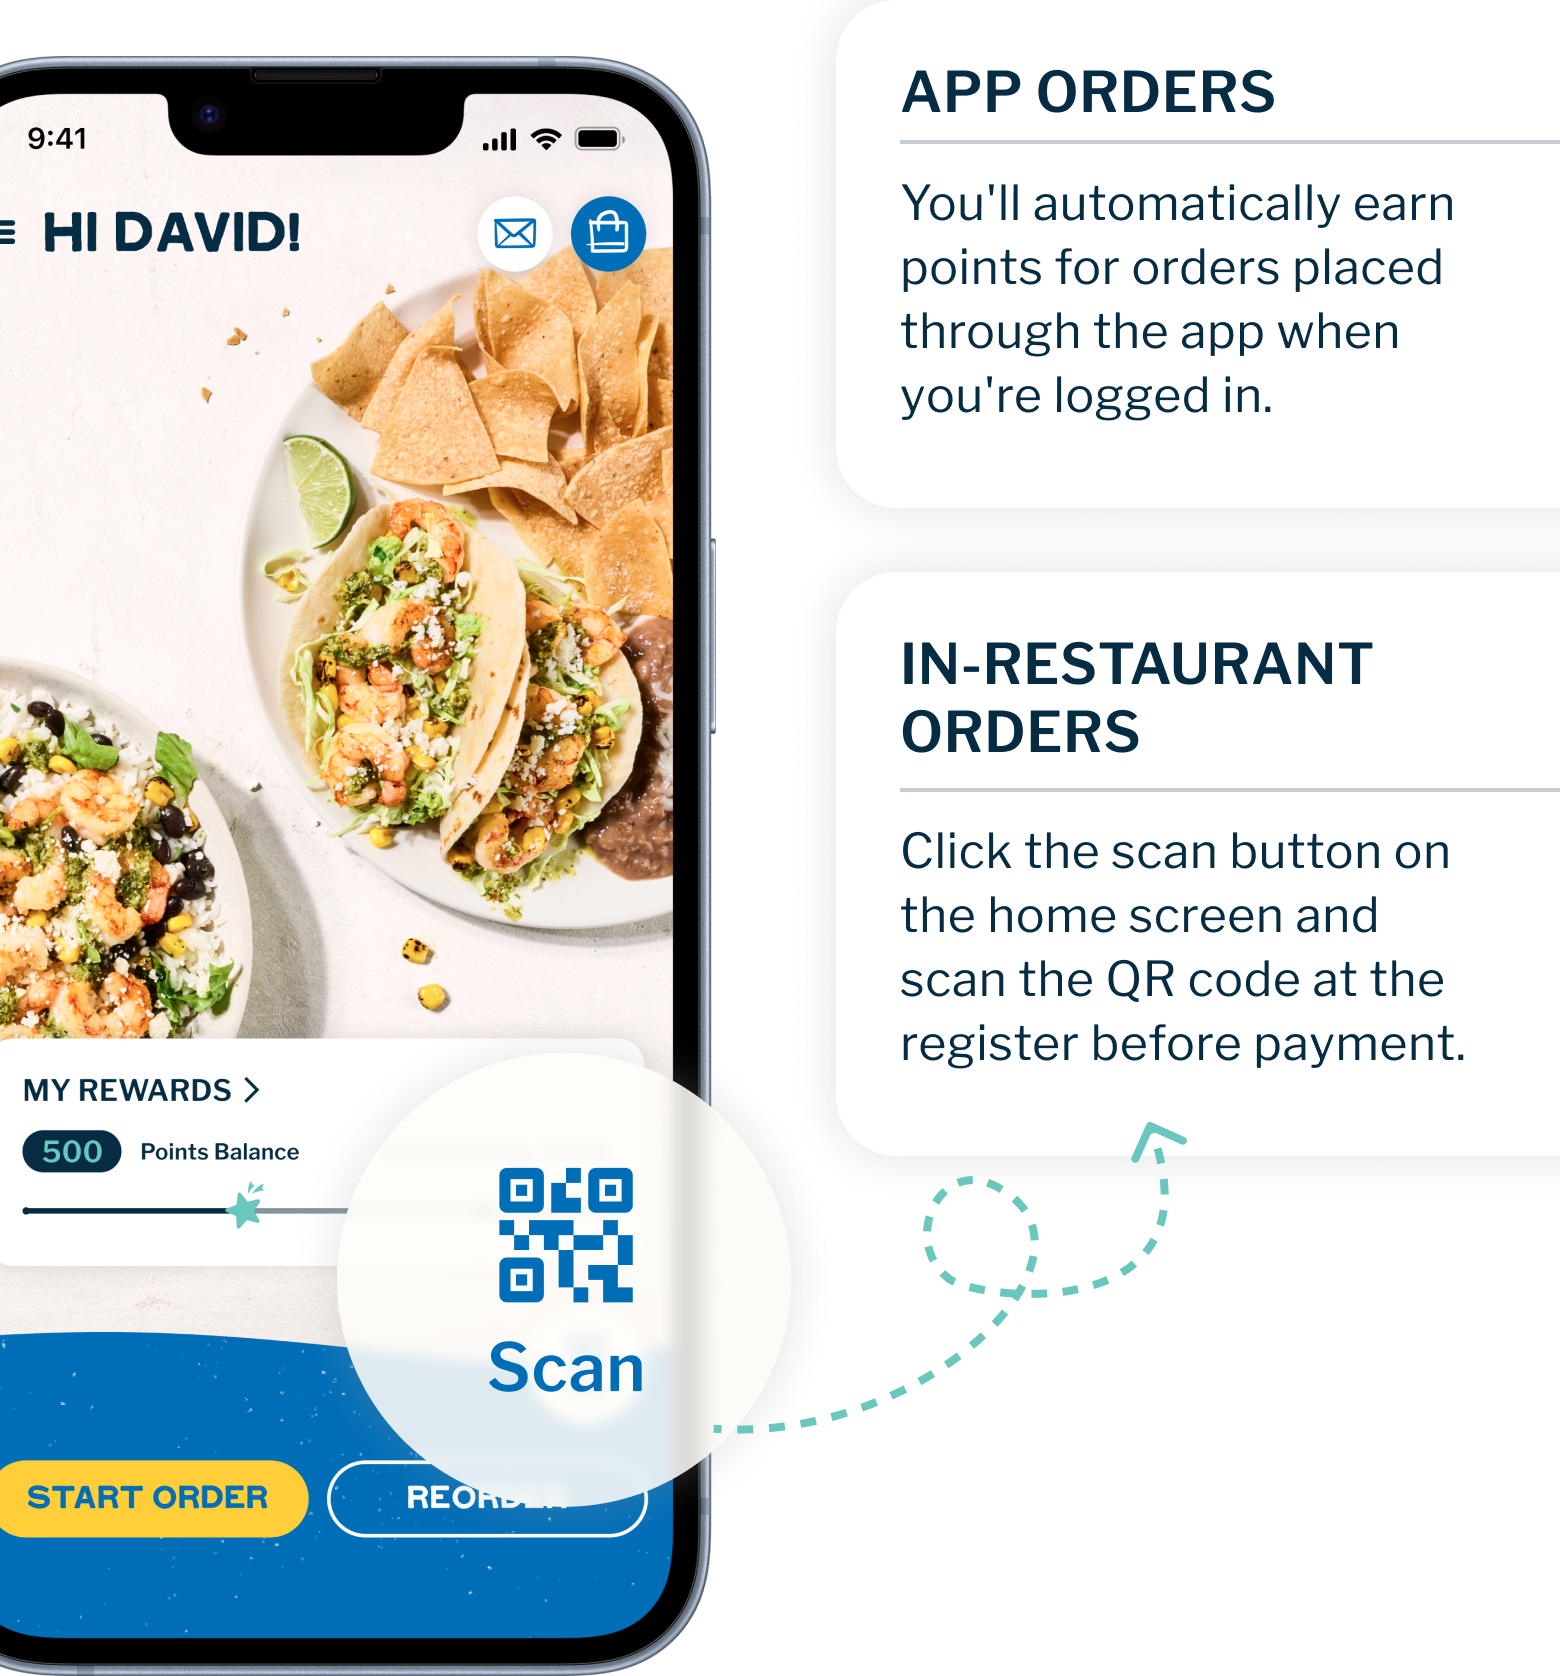 9:41
HI DAVID!
MY REWARDS
500 Points Balance
Scan
START ORDER
REORDER
APP ORDERS
You'll automatically earn
points for orders placed
through the app when
you're logged in.
IN-RESTAURANT
ORDERS
Click the scan button on
the home screen and
scan the QR code at the
register before payment.